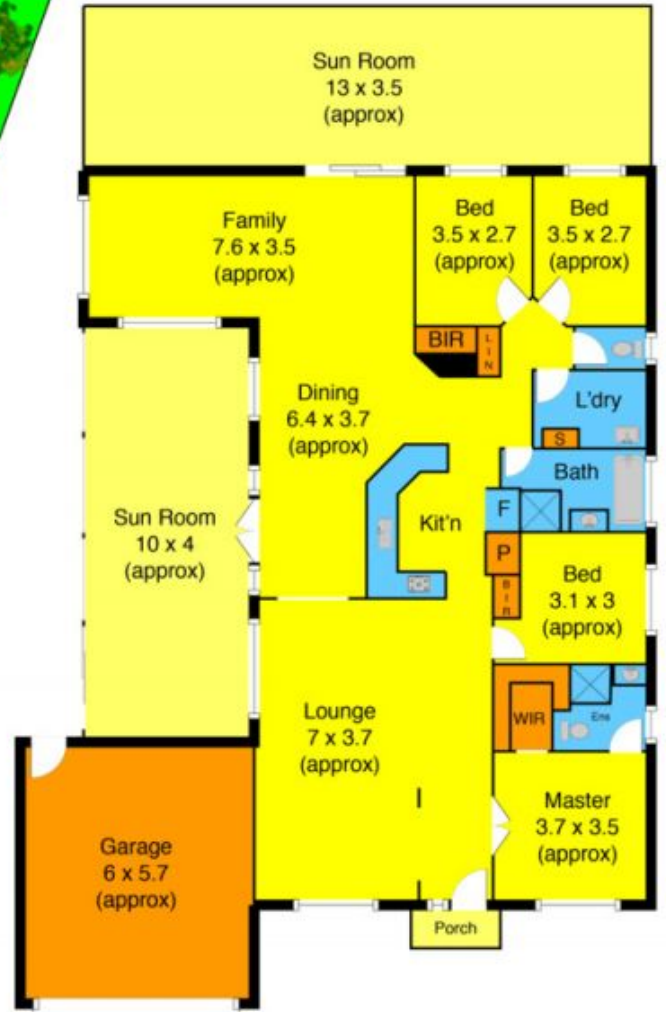 Sun Room
13 x 3.5
(approx)
Family
7.6 x 3.5
(approx)
Bed
3.5 x 2.7
(approx)
Bed
3.5 x 2.7
(approx)
BIR
LIN
Dining
6.4 x 3.7
(approx)
L'dry
S
Bath
F
Kit'n
P
Sun Room
10 x 4
(approx)
BIR
Bed
3.1 x 3
(approx)
Lounge
7 x 3.7
(approx)
WIR
Ens
Master
3.7 x 3.5
(approx)
Garage
6 x 5.7
(approx)
Porch